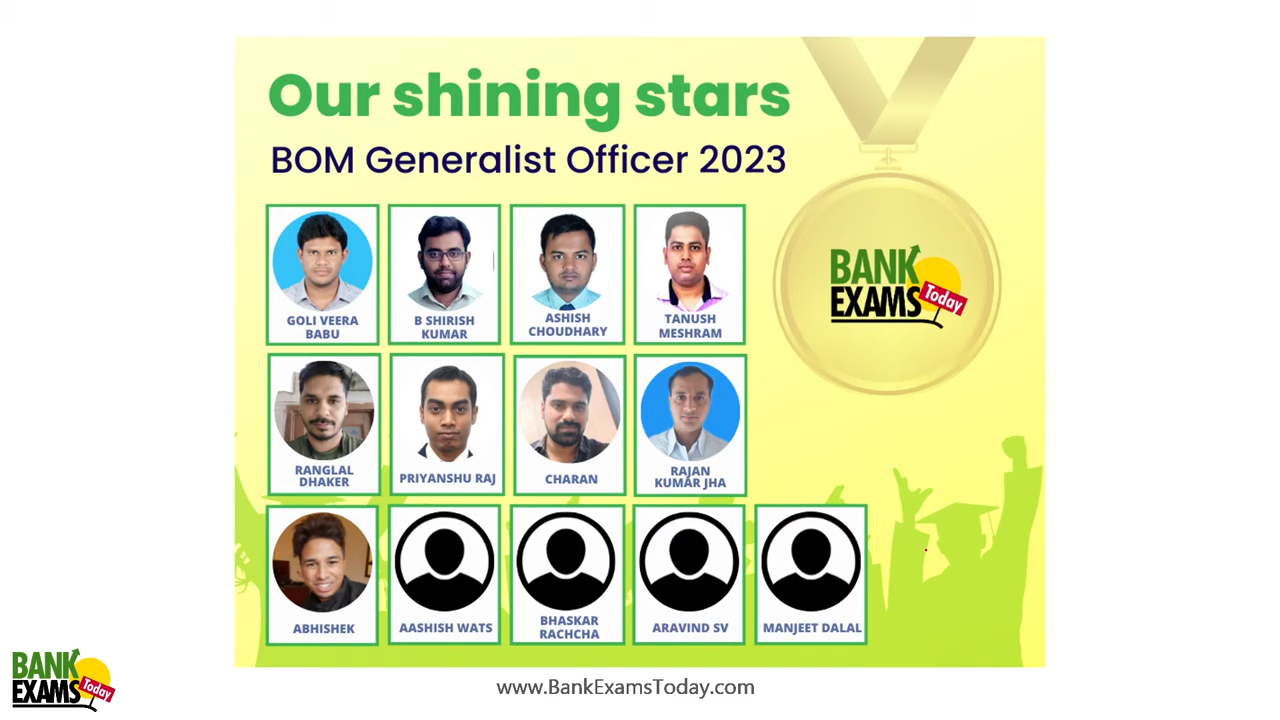 Our shining stars
BOM Generalist Officer 2023
BANK
EXAMS Today
GOLI VEERA
BABU
B SHIRISH
KUMAR
ASHISH
CHOUDHARY
TANUSH
MESHRAM
RANGLAL
DHAKER
PRIYANSHU RAJ
CHARAN
RAJAN
KUMAR JHA
ABHISHEK
AASHISH WATS
BHASKAR
RACHCHA
ARAVIND SV
MANJEET DALAL
BANK
EXAMS Today
www.BankExamsToday.com